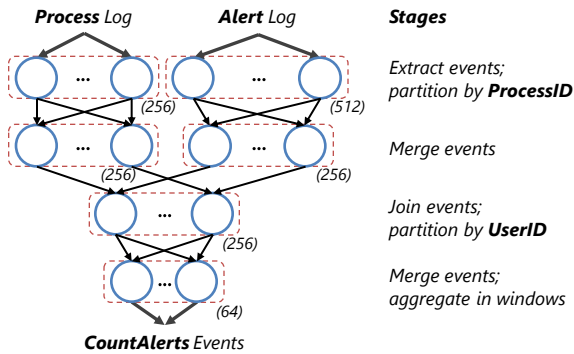 Process Log Alert Log Stages
... ...
Extract events;
(256) (512) partition by ProcessID
... ... Merge events
(256) (256)
... Join events;
(256) partition by UserID
... Merge events;
(64) aggregate in windows
CountAlerts Events